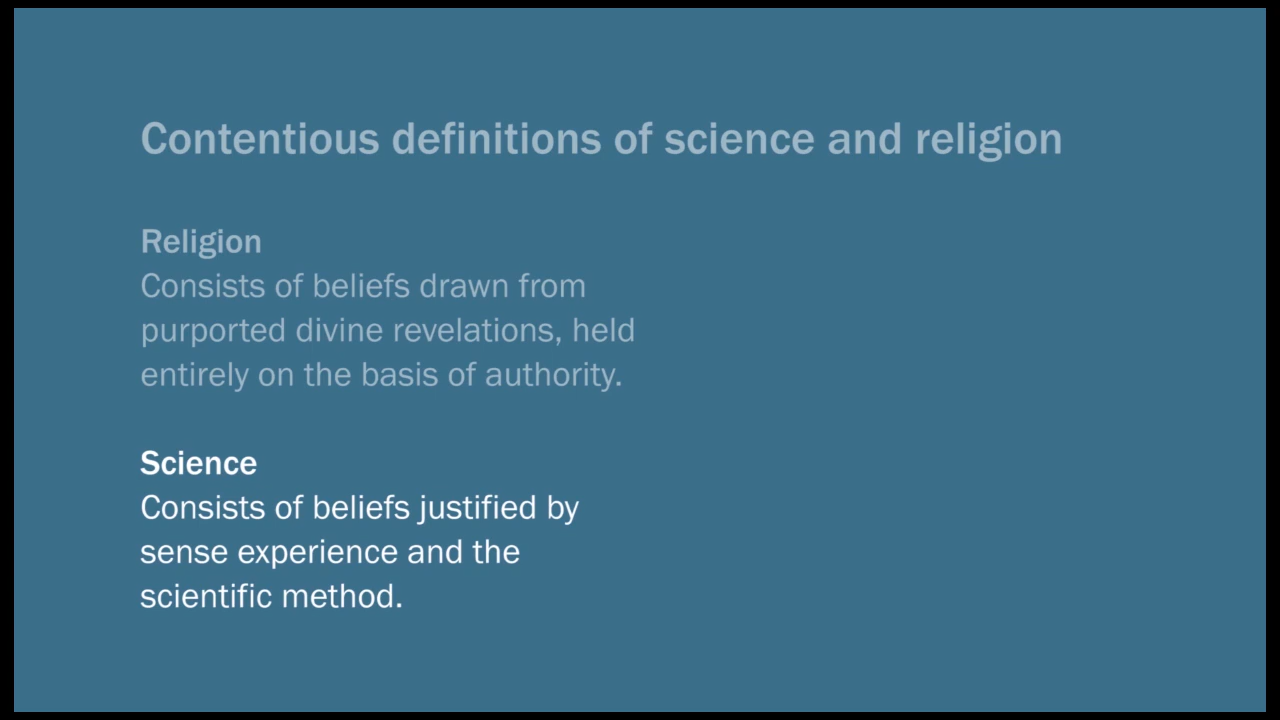 Contentious definitions of science and religion
Religion
Consists of beliefs drawn from
purported divine revelations, held
entirely on the basis of authority.
Science
Consists of beliefs justified by
sense experience and the
scientific method.